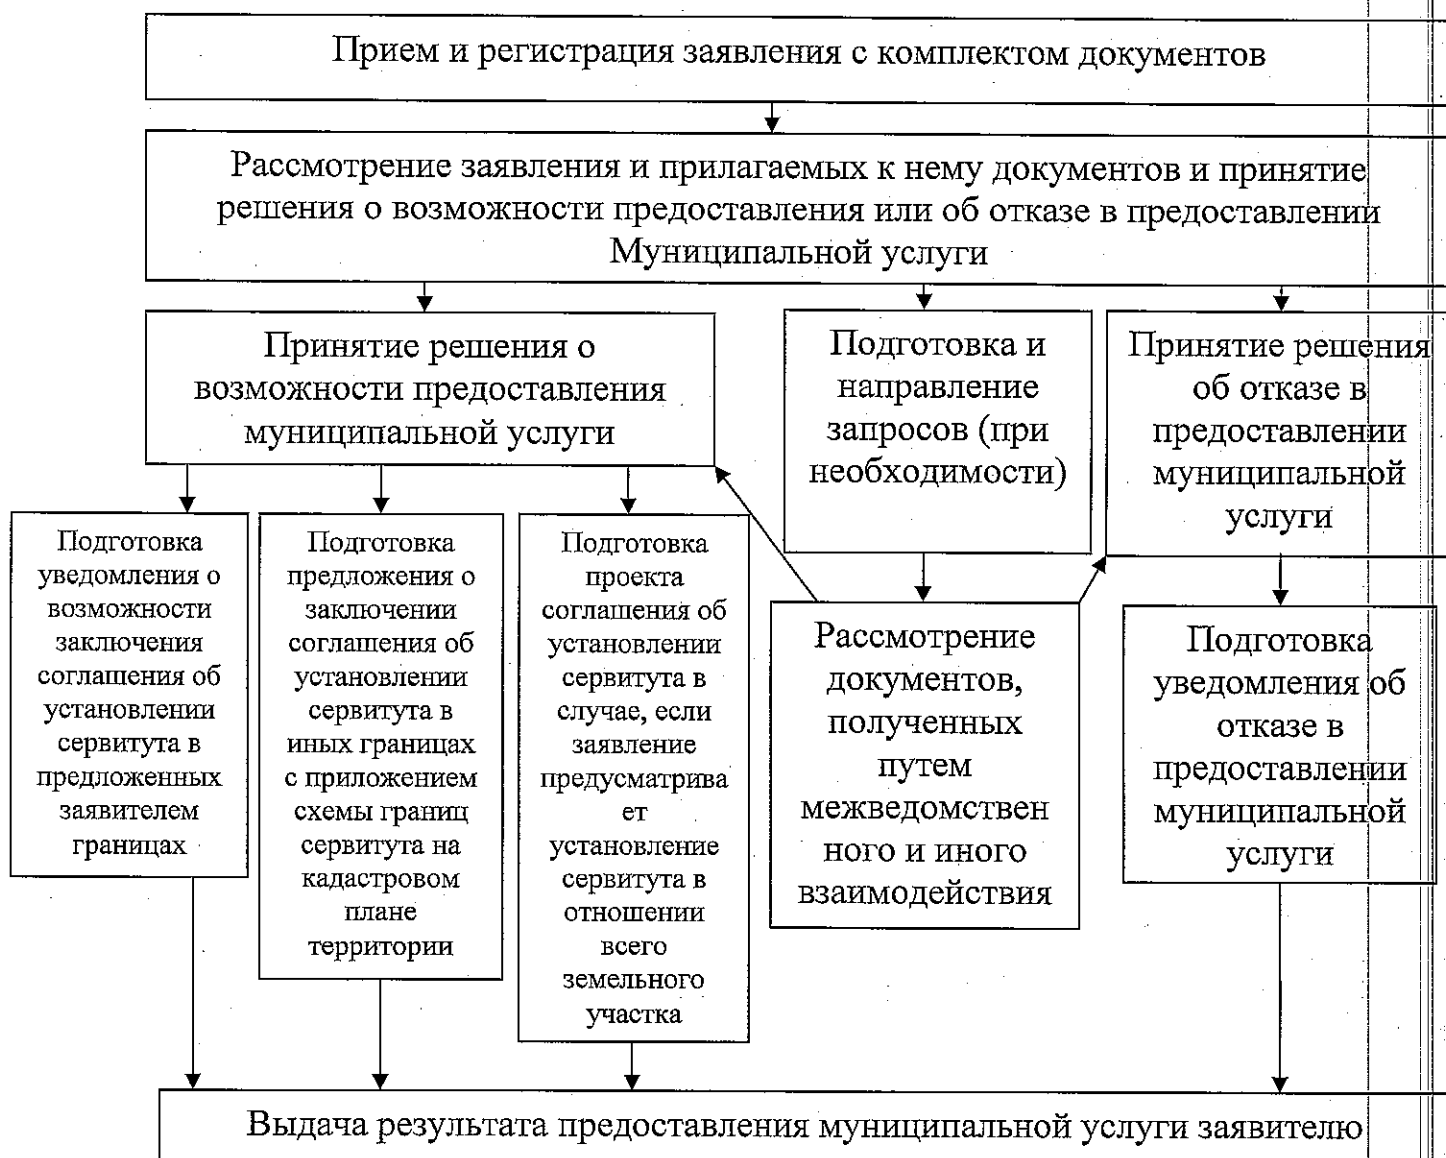 Прием и регистрация заявления с комплектом документов
Рассмотрение заявления и прилагаемых к нему документов и принятие
решения о возможности предоставления или об отказе в предоставлении
Муниципальной услуги
Принятие решения о
возможности предоставления
муниципальной услуги
Подготовка и
направление
запросов (при
необходимости)
Принятие решения
об отказе в
предоставлении
муниципальной
услуги
Подготовка
уведомления о
возможности
заключения
соглашения об
установлении
сервитута в
предложенных
заявителем
границах
Подготовка
предложения о
заключении
соглашения об
установлении
сервитута в
иных границах
с приложением
схемы границ
сервитута на
кадастровом
плане
территории
Подготовка
проекта
соглашения об
установлении
сервитута в
случае, если
заявление
предусматрива
ет
установление
сервитута в
отношении
всего
земельного
участка
Рассмотрение
документов,
полученных
путем
межведомствен
ного и иного
взаимодействия
Подготовка
уведомления об
отказе в
предоставлении
муниципальной
услуги
Выдача результата предоставления муниципальной услуги заявителю